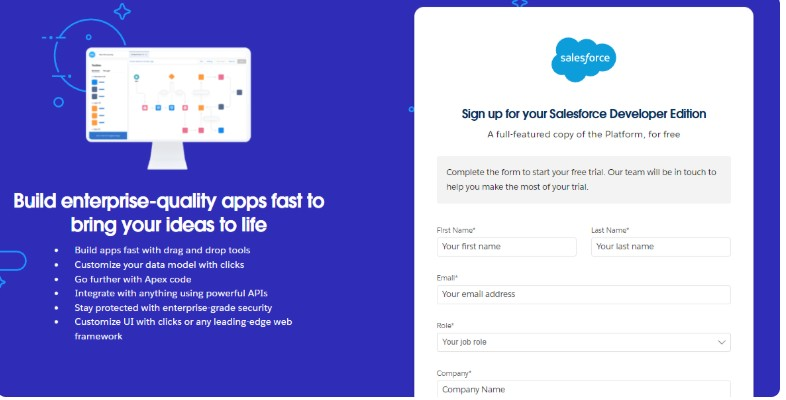 Build enterprise-quality apps fast to
bring your ideas to life
Build apps fast with drag and drop tools
Customize your data model with clicks
Go further with Apex code
Integrate with anything using powerful APIs
Stay protected with enterprise-grade security
Customize UI with clicks or any leading-edge web
framework
salesforce
Sign up for your Salesforce Developer Edition
A full-featured copy of the Platform, for free
Complete the form to start your free trial. Our team will be in touch to
help you make the most of your trial.
First Name* Last Name*
Your first name Your last name
Email*
Your email address
Role*
Your job role
Company*
Company Name